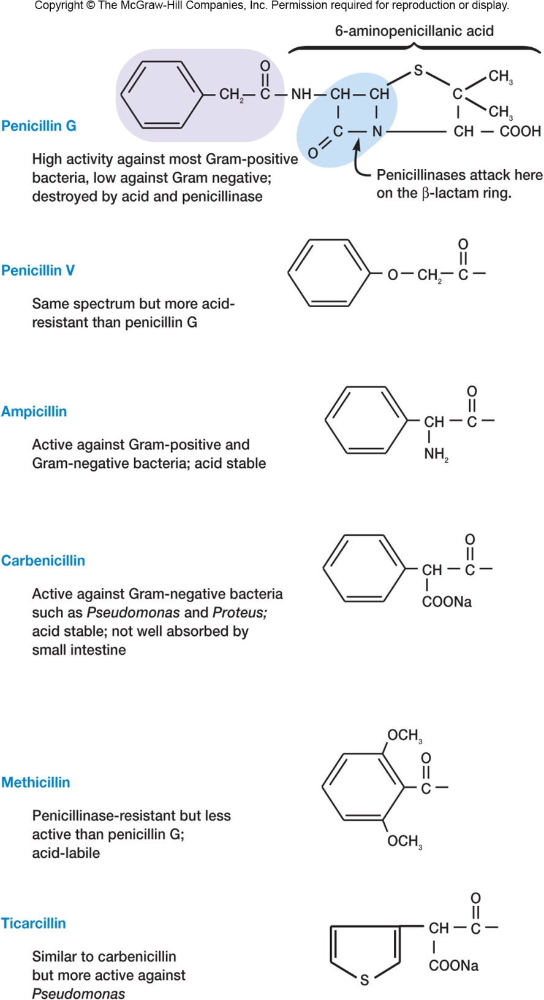 Copyright © The McGraw-Hill Companies, Inc. Permission required for reproduction or display.
6-aminopenicillanic acid
O
S
CH₃
CH₂ — C — NH — CH — CH
C
CH₃
Penicillin G
C — N
CH — COOH
O
High activity against most Gram-positive
bacteria, low against Gram negative;
destroyed by acid and penicillinase
Penicillinases attack here
on the β-lactam ring.
O
Penicillin V
O — CH₂ — C —
Same spectrum but more acid-
resistant than penicillin G
O
Ampicillin
CH — C —
NH₂
Active against Gram-positive and
Gram-negative bacteria; acid stable
O
Carbenicillin
CH — C —
COONa
Active against Gram-negative bacteria
such as Pseudomonas and Proteus;
acid stable; not well absorbed by
small intestine
OCH₃
O
Methicillin
C —
OCH₃
Penicillinase-resistant but less
active than penicillin G;
acid-labile
O
Ticarcillin
CH — C —
COONa
S
Similar to carbenicillin
but more active against
Pseudomonas